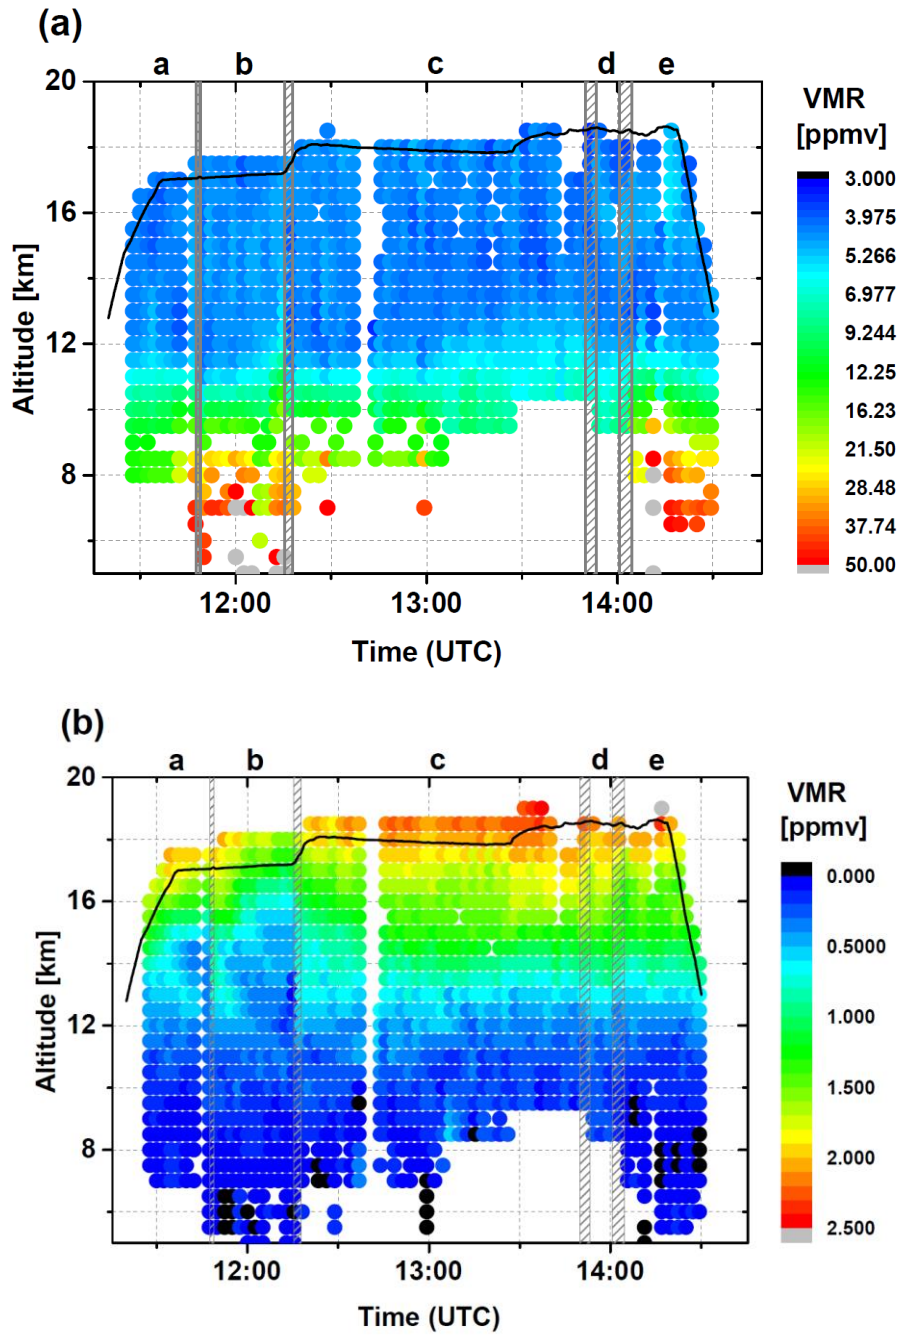 (a)
a b c d e
20
16
12
8
Altitude [km]
12:00 13:00 14:00
Time (UTC)
VMR
[ppmv]
3.000
3.975
5.266
6.977
9.244
12.25
16.23
21.50
28.48
37.74
50.00
(b)
a b c d e
20
16
12
8
Altitude [km]
12:00 13:00 14:00
Time (UTC)
VMR
[ppmv]
0.000
0.5000
1.000
1.500
2.000
2.500